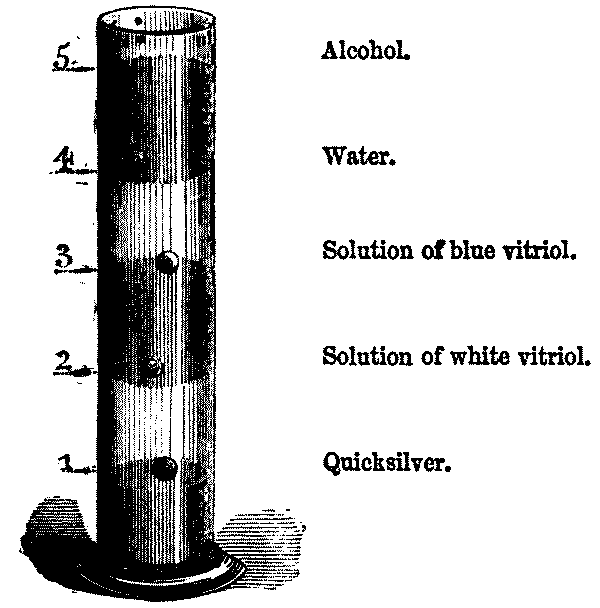 5. Alcohol.
4 Water.
3 Solution of blue vitriol.
2 Solution of white vitriol.
1 Quicksilver.